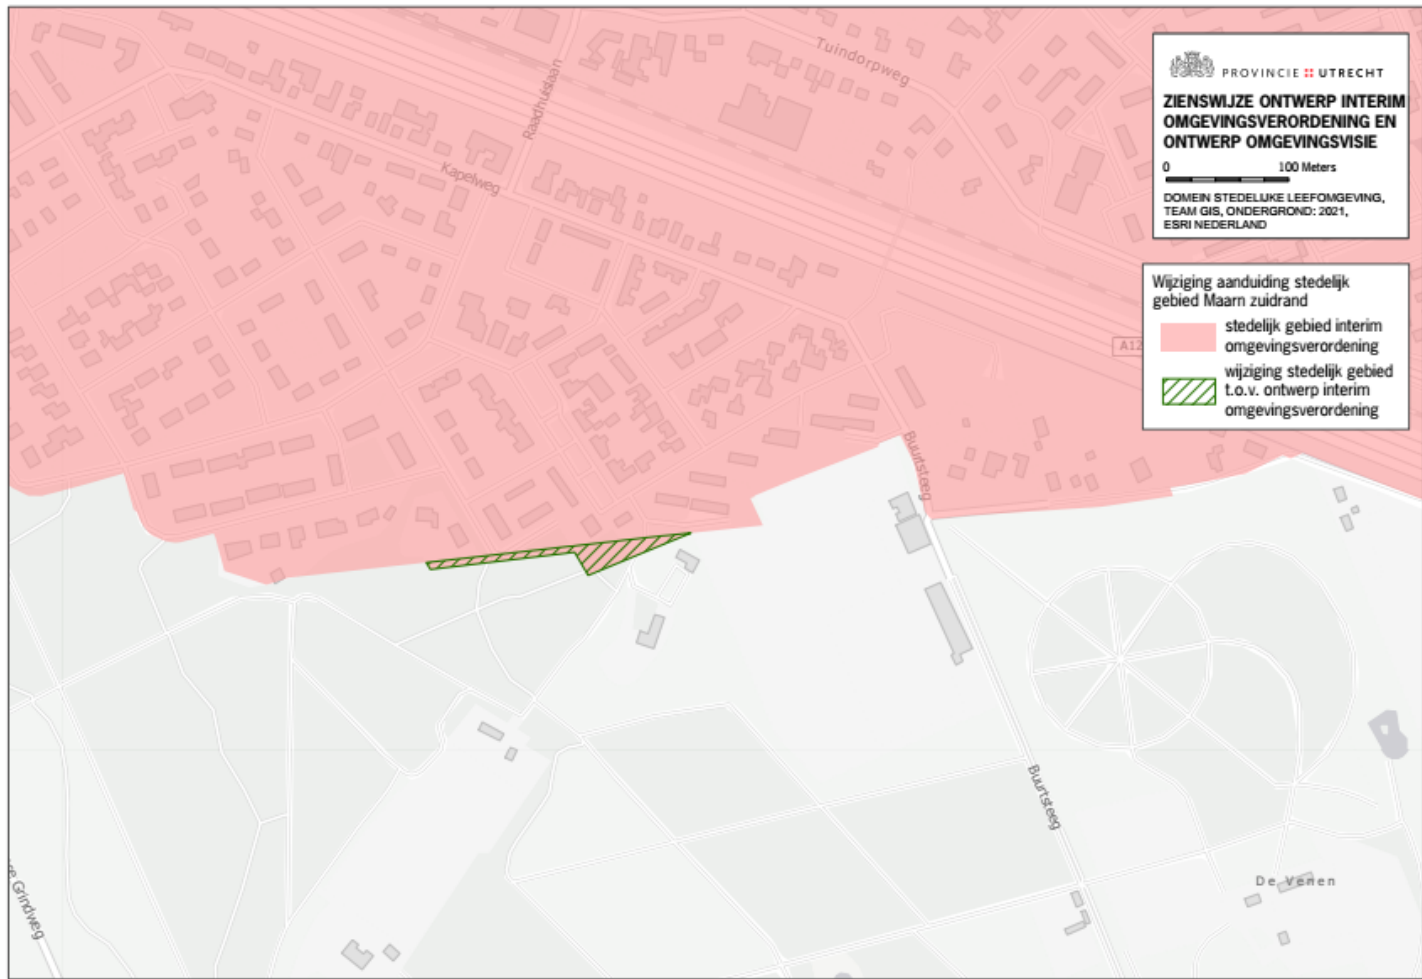 Tuindorpweg
Raadhuislaan
Kapelweg
PROVINCIE UTRECHT
ZIENSWIJZE ONTWERP INTERIM
OMGEVINGSVERORDENING EN
ONTWERP OMGEVINGSVISIE
0 100 Meters
DOMEIN STEDELIJKE LEEFOMGEVING,
TEAM GIS, ONDERGROND: 2021,
ESRI NEDERLAND
Wijziging aanduiding stedelijk
gebied Maarn zuidrand
stedelijk gebied interim
omgevingsverordening
wijziging stedelijk gebied
t.o.v. ontwerp interim
omgevingsverordening
A12
Buurtsteeg
Buurtsteeg
De Venen
se Grindweg